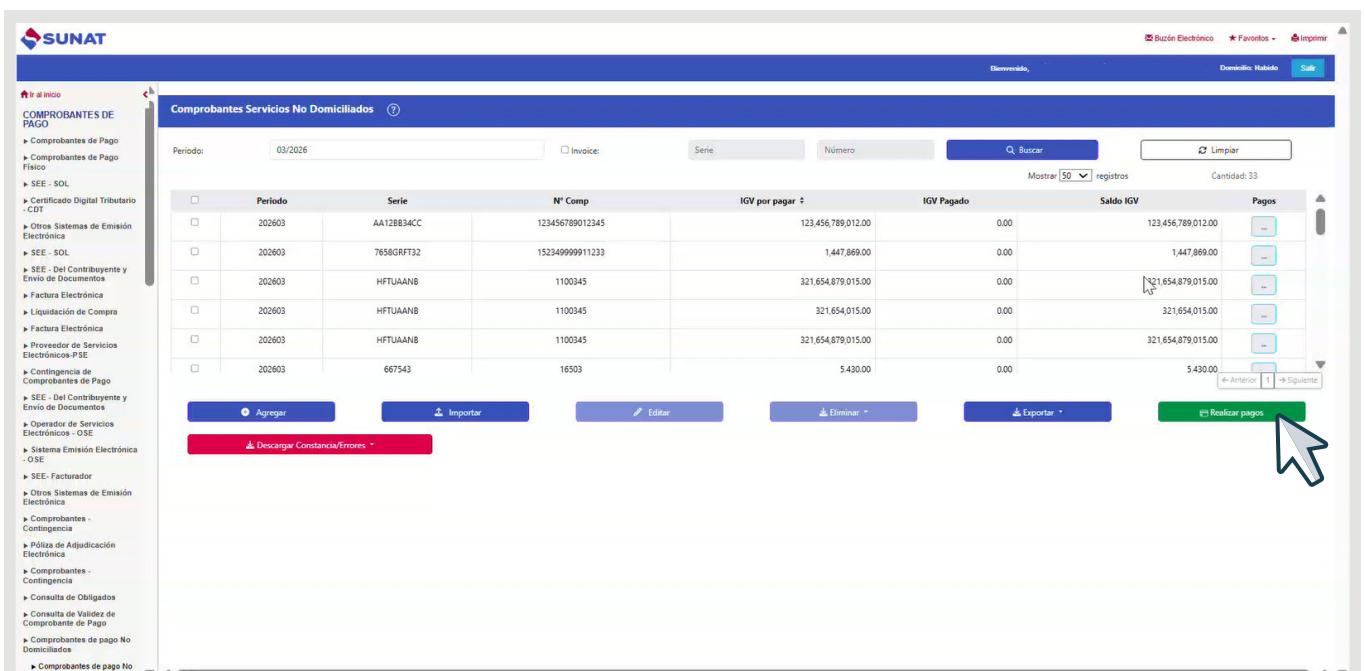 SUNAT
Buzón Electrónico ★ Favoritos Imprimir
Bienvenido, Domicilio: Habido Salir
Ir al inicio
COMPROBANTES DE
PAGO
Comprobantes de Pago
Comprobantes de Pago
Físico
SEE - SOL
Certificado Digital Tributario
- CDT
Otros Sistemas de Emisión
Electrónica
SEE - SOL
SEE - Del Contribuyente y
Envío de Documentos
Factura Electrónica
Liquidación de Compra
Factura Electrónica
Proveedor de Servicios
Electrónicos-PSE
Contingencia de
Comprobantes de Pago
SEE - Del Contribuyente y
Envío de Documentos
Operador de Servicios
Electrónicos - OSE
Sistema Emisión Electrónica
- OSE
SEE- Facturador
Otros Sistemas de Emisión
Electrónica
Comprobantes -
Contingencia
Póliza de Adjudicación
Electrónica
Comprobantes -
Contingencia
Consulta de Obligados
Consulta de Validez de
Comprobante de Pago
Comprobantes de pago No
Domiciliados
Comprobantes de pago No
Comprobantes Servicios No Domiciliados ?
Periodo: 03/2026 Invoice: Serie Número Buscar Limpiar
Mostrar 50 registros Cantidad: 33
Periodo Serie N° Comp IGV por pagar IGV Pagado Saldo IGV Pagos
202603 AA12BB34CC 123456789012345 123,456,789,012.00 0.00 123,456,789,012.00 ...
202603 7658GRFT32 152349999911233 1,447,869.00 0.00 1,447,869.00 ...
202603 HFTUAANB 1100345 321,654,879,015.00 0.00 321,654,879,015.00 ...
202603 HFTUAANB 1100345 321,654,015.00 0.00 321,654,015.00 ...
202603 HFTUAANB 1100345 321,654,879,015.00 0.00 321,654,879,015.00 ...
202603 667543 16503 5.430.00 0.00 5.430.00 ...
← Anterior 1 → Siguiente
Agregar Importar Editar Eliminar Exportar Realizar pagos
Descargar Constancia/Errores